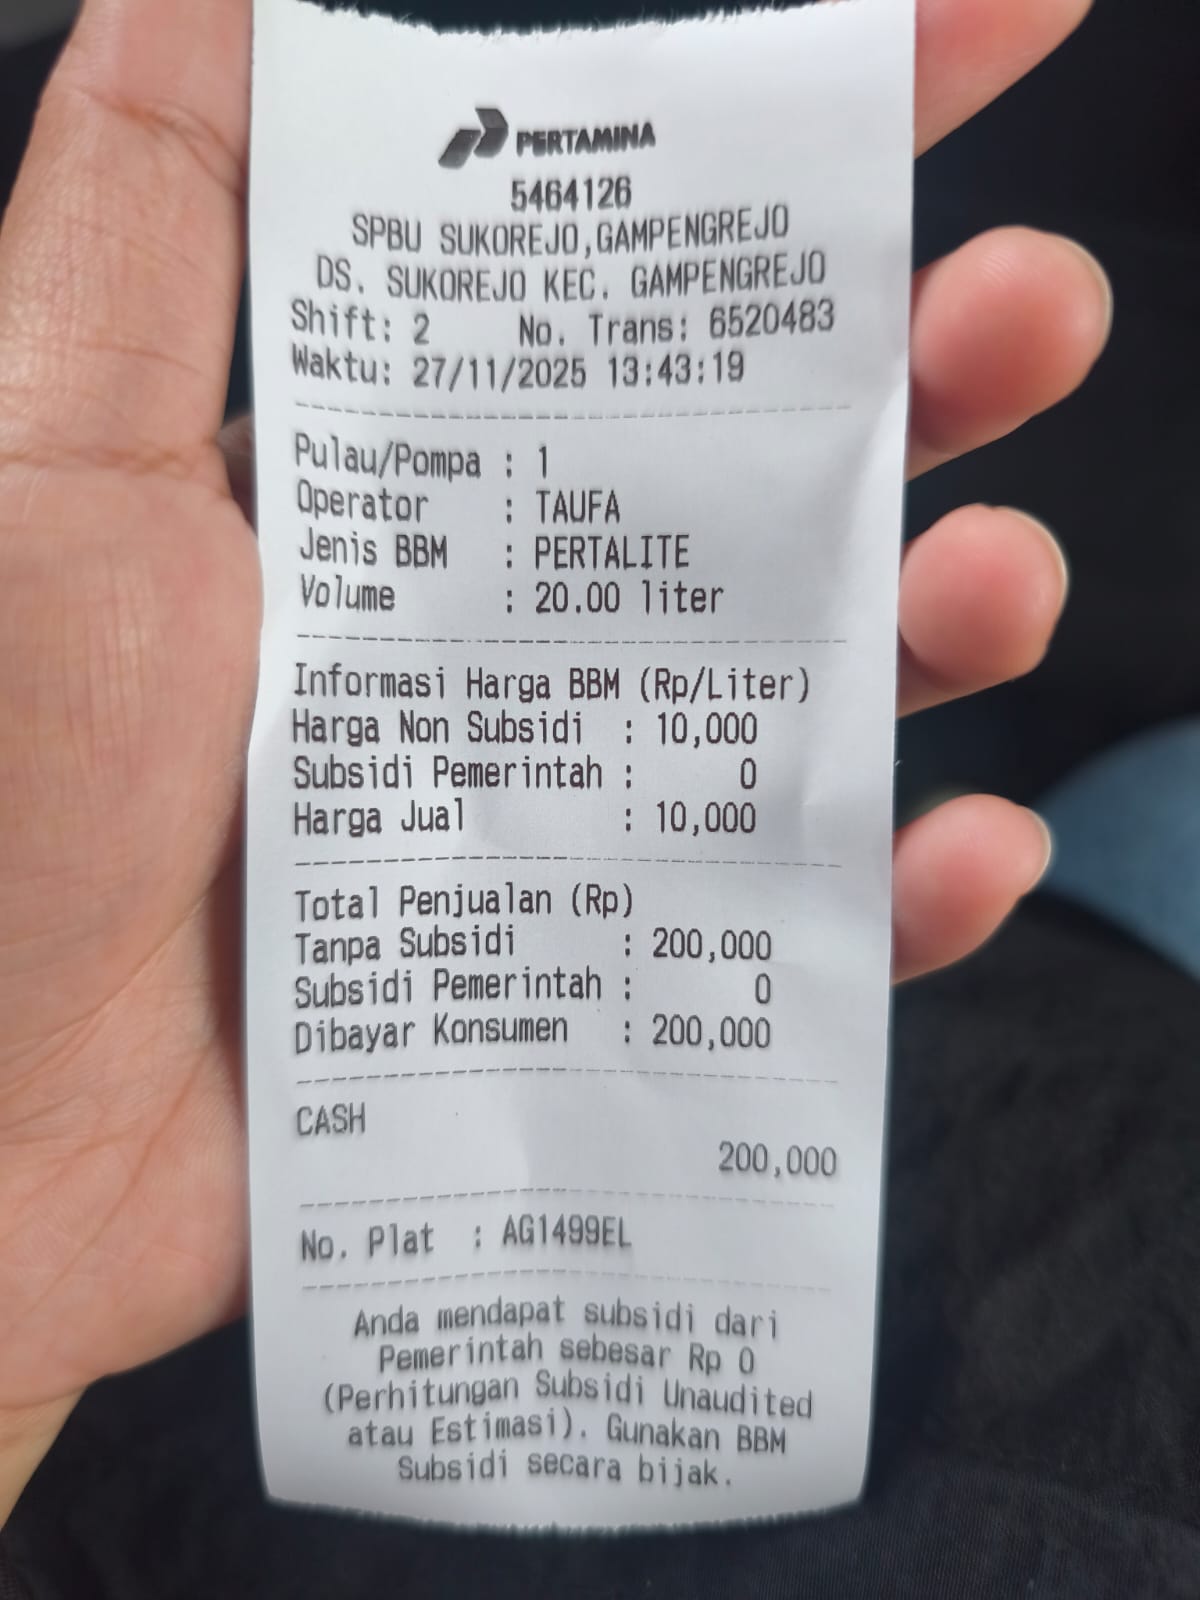 PERTAMINA
5464126
SPBU SUKOREJO,GAMPENGREJO
DS. SUKOREJO KEC. GAMPENGREJO
Shift: 2 No. Trans: 6520483
Waktu: 27/11/2025 13:43:19
Pulau/Pompa : 1
Operator : TAUFA
Jenis BBM : PERTALITE
Volume : 20.00 liter
Informasi Harga BBM (Rp/Liter)
Harga Non Subsidi : 10,000
Subsidi Pemerintah : 0
Harga Jual : 10,000
Total Penjualan (Rp)
Tanpa Subsidi : 200,000
Subsidi Pemerintah : 0
Dibayar Konsumen : 200,000
CASH
200,000
No. Plat : AG1499EL
Anda mendapat subsidi dari
Pemerintah sebesar Rp 0
(Perhitungan Subsidi Unaudited
atau Estimasi). Gunakan BBM
Subsidi secara bijak.